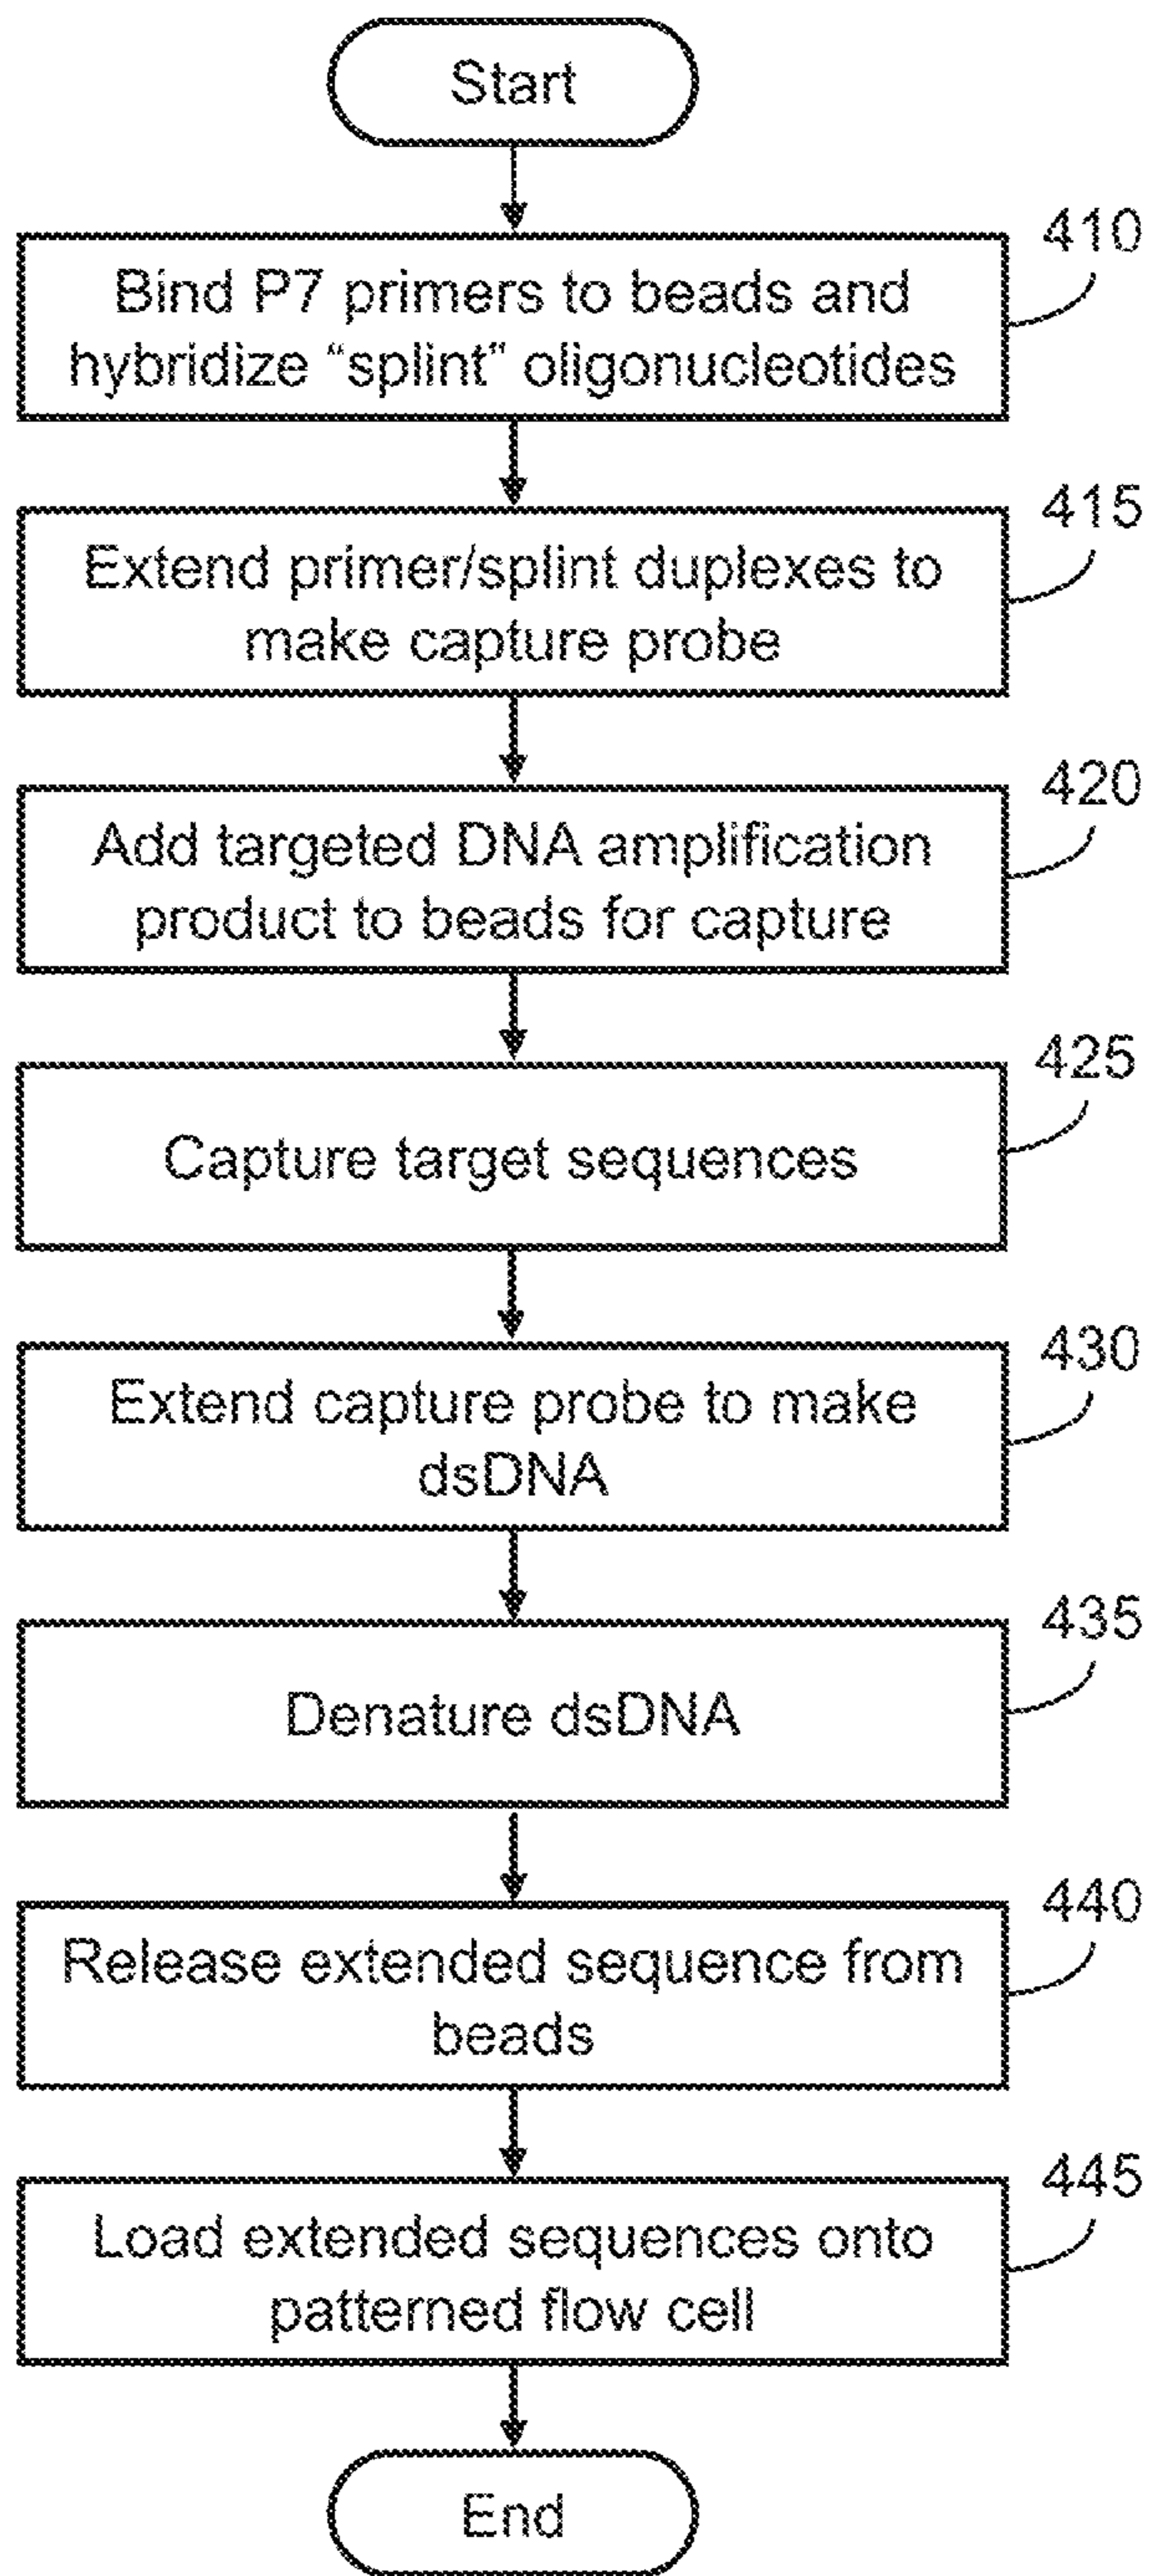 Start
410
Bind P7 primers to beads and
hybridize “splint” oligonucleotides
415
Extend primer/splint duplexes to
make capture probe
420
Add targeted DNA amplification
product to beads for capture
425
Capture target sequences
430
Extend capture probe to make
dsDNA
435
Denature dsDNA
440
Release extended sequence from
beads
445
Load extended sequences onto
patterned flow cell
End